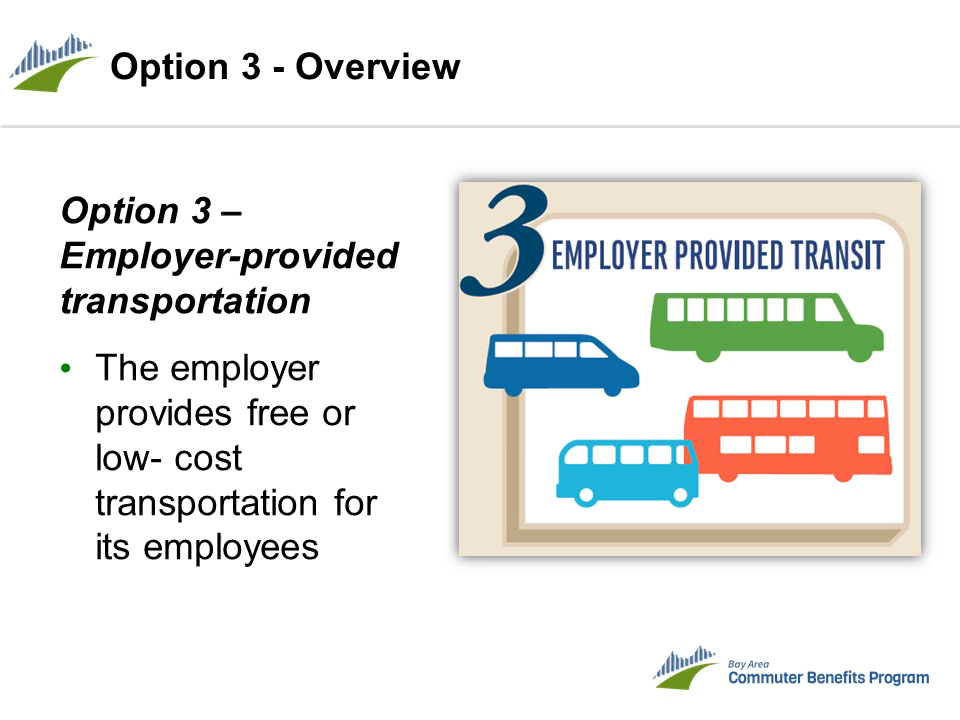 Option 3 - Overview
Option 3 –
Employer-provided
transportation
• The employer
provides free or
low- cost
transportation for
its employees
3
EMPLOYER PROVIDED TRANSIT
Bay Area
Commuter Benefits Program